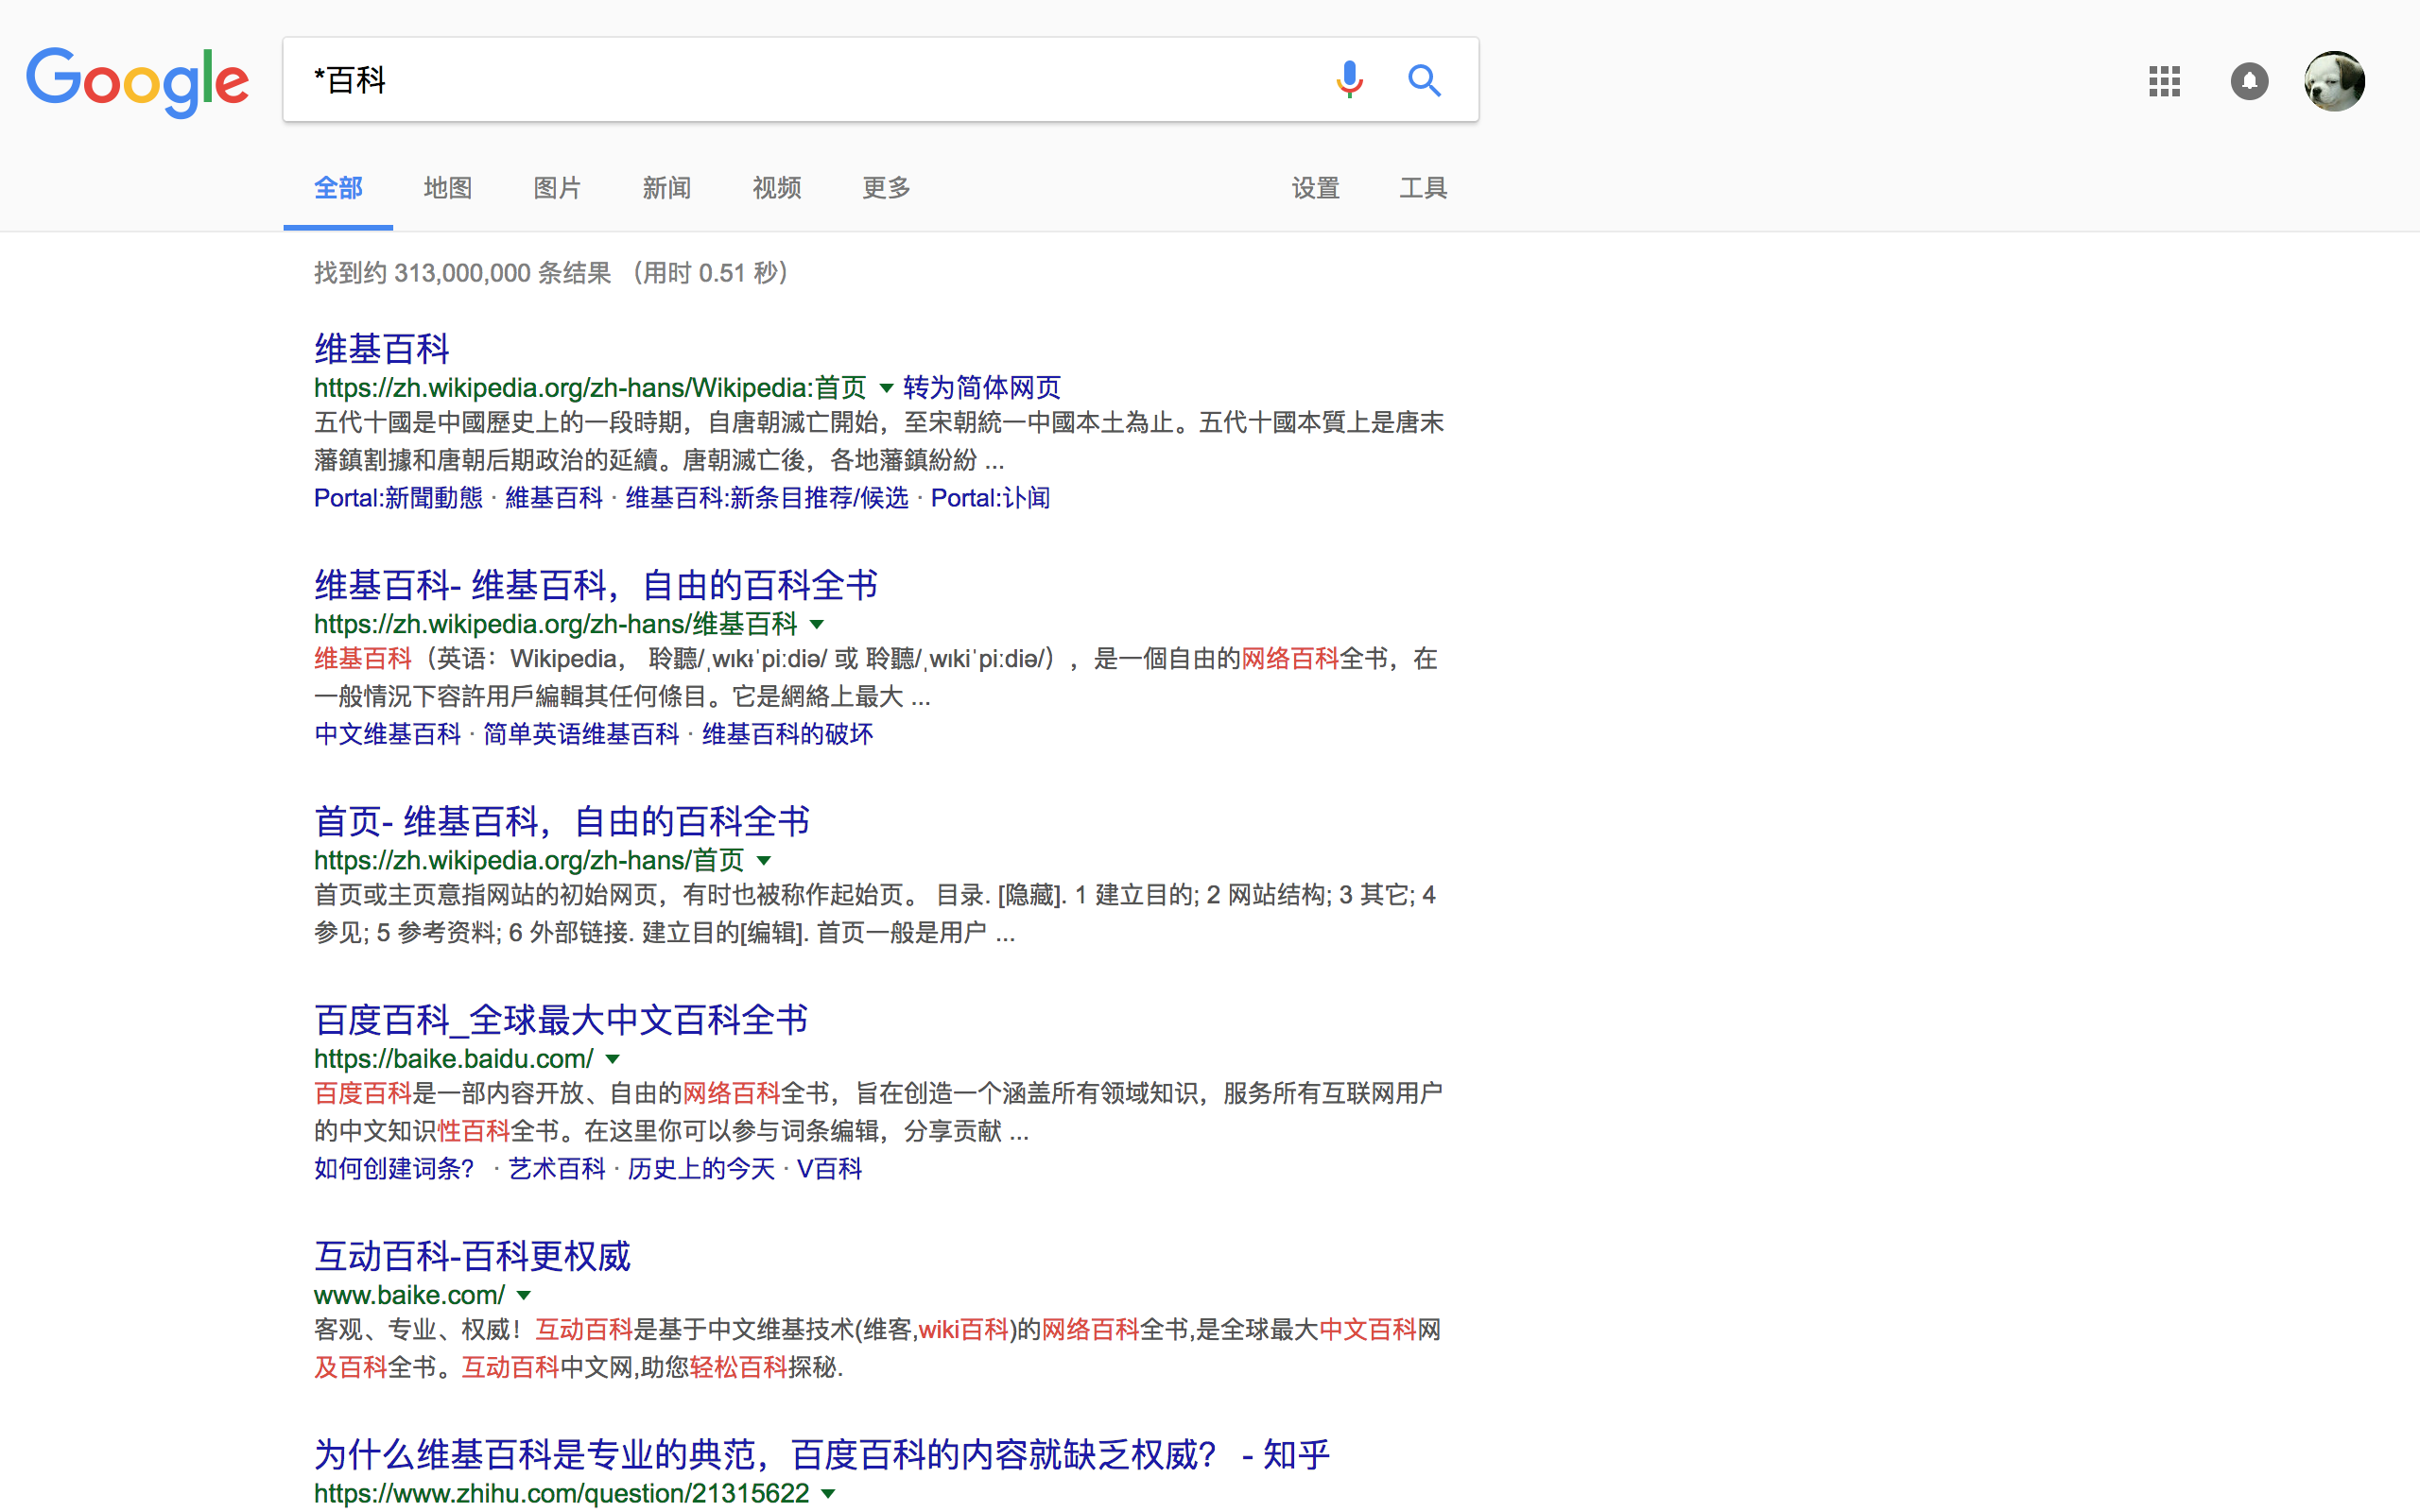 Google
*百科
全部 地图 图片 新闻 视频 更多 设置 工具
找到约 313,000,000 条结果 （用时 0.51 秒）
维基百科
https://zh.wikipedia.org/zh-hans/Wikipedia:首页 转为简体网页
五代十國是中國歷史上的一段時期，自唐朝滅亡開始，至宋朝統一中國本土為止。五代十國本質上是唐末
藩鎮割據和唐朝后期政治的延續。唐朝滅亡後，各地藩鎮紛紛 ...
Portal:新聞動態 · 維基百科 · 维基百科:新条目推荐/候选 · Portal:讣闻
维基百科- 维基百科，自由的百科全书
https://zh.wikipedia.org/zh-hans/维基百科
维基百科（英语：Wikipedia， 聆聽/ˌwɪkɨˈpiːdiə/ 或 聆聽/ˌwɪkiˈpiːdiə/），是一個自由的网络百科全书，在
一般情況下容許用戶編輯其任何條目。它是網絡上最大 ...
中文维基百科 · 简单英语维基百科 · 维基百科的破坏
首页- 维基百科，自由的百科全书
https://zh.wikipedia.org/zh-hans/首页
首页或主页意指网站的初始网页，有时也被称作起始页。 目录. [隐藏]. 1 建立目的; 2 网站结构; 3 其它; 4
参见; 5 参考资料; 6 外部链接. 建立目的[编辑]. 首页一般是用户 ...
百度百科_全球最大中文百科全书
https://baike.baidu.com/
百度百科是一部内容开放、自由的网络百科全书，旨在创造一个涵盖所有领域知识，服务所有互联网用户
的中文知识性百科全书。在这里你可以参与词条编辑，分享贡献 ...
如何创建词条？ · 艺术百科 · 历史上的今天 · V百科
互动百科-百科更权威
www.baike.com/
客观、专业、权威！互动百科是基于中文维基技术(维客,wiki百科)的网络百科全书,是全球最大中文百科网
及百科全书。互动百科中文网,助您轻松百科探秘.
为什么维基百科是专业的典范，百度百科的内容就缺乏权威？ - 知乎
https://www.zhihu.com/question/21315622